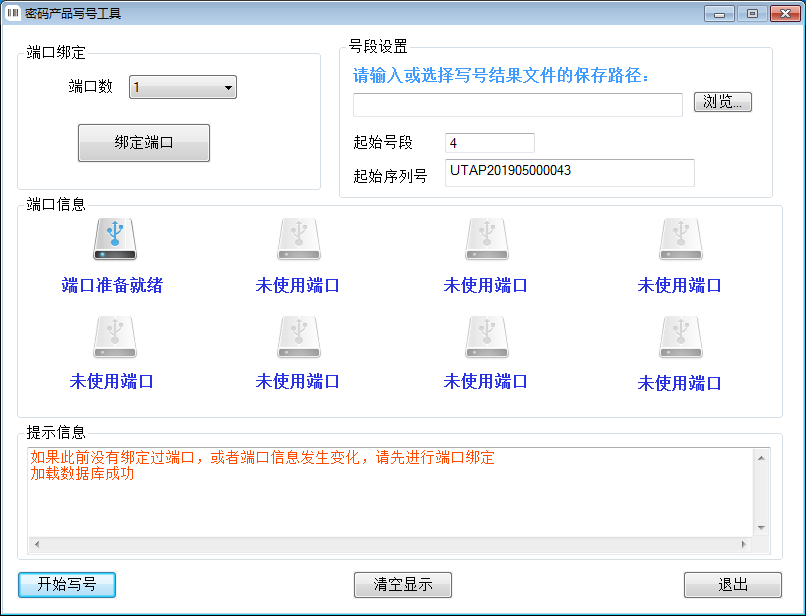 密码产品写号工具
端口绑定
端口数 1
绑定端口
号段设置
请输入或选择写号结果文件的保存路径：
浏览...
起始号段 4
起始序列号 UTAP201905000043
端口信息
端口准备就绪 未使用端口 未使用端口 未使用端口
未使用端口 未使用端口 未使用端口 未使用端口
提示信息
如果此前没有绑定过端口，或者端口信息发生变化，请先进行端口绑定
加载数据库成功
开始写号 清空显示 退出